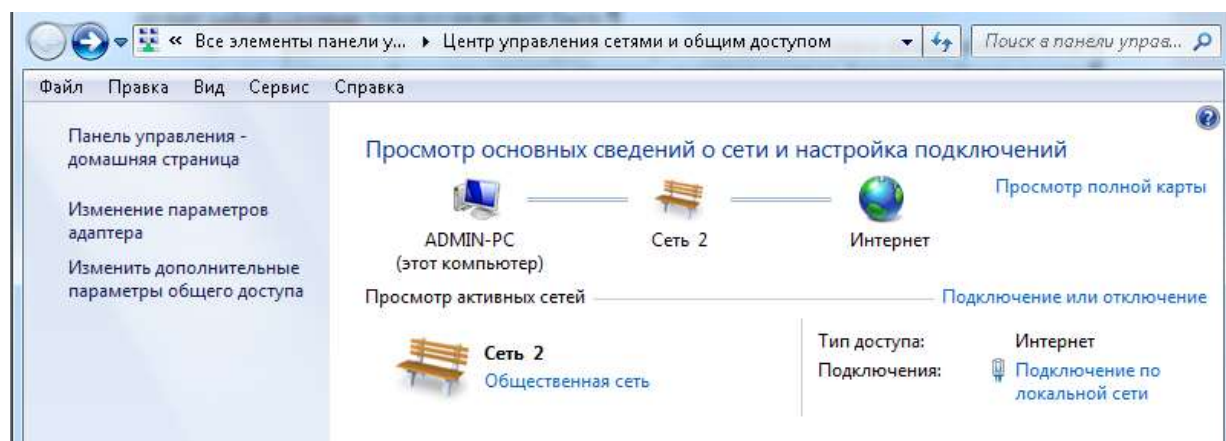 « Все элементы панели у... ▸ Центр управления сетями и общим доступом
Поиск в панели управ...
Файл Правка Вид Сервис Справка
Панель управления -
домашняя страница
Изменение параметров
адаптера
Изменить дополнительные
параметры общего доступа
Просмотр основных сведений о сети и настройка подключений
Просмотр полной карты
ADMIN-PC
(этот компьютер)
Сеть 2
Интернет
Просмотр активных сетей
Подключение или отключение
Сеть 2
Общественная сеть
Тип доступа: Интернет
Подключения: Подключение по
локальной сети